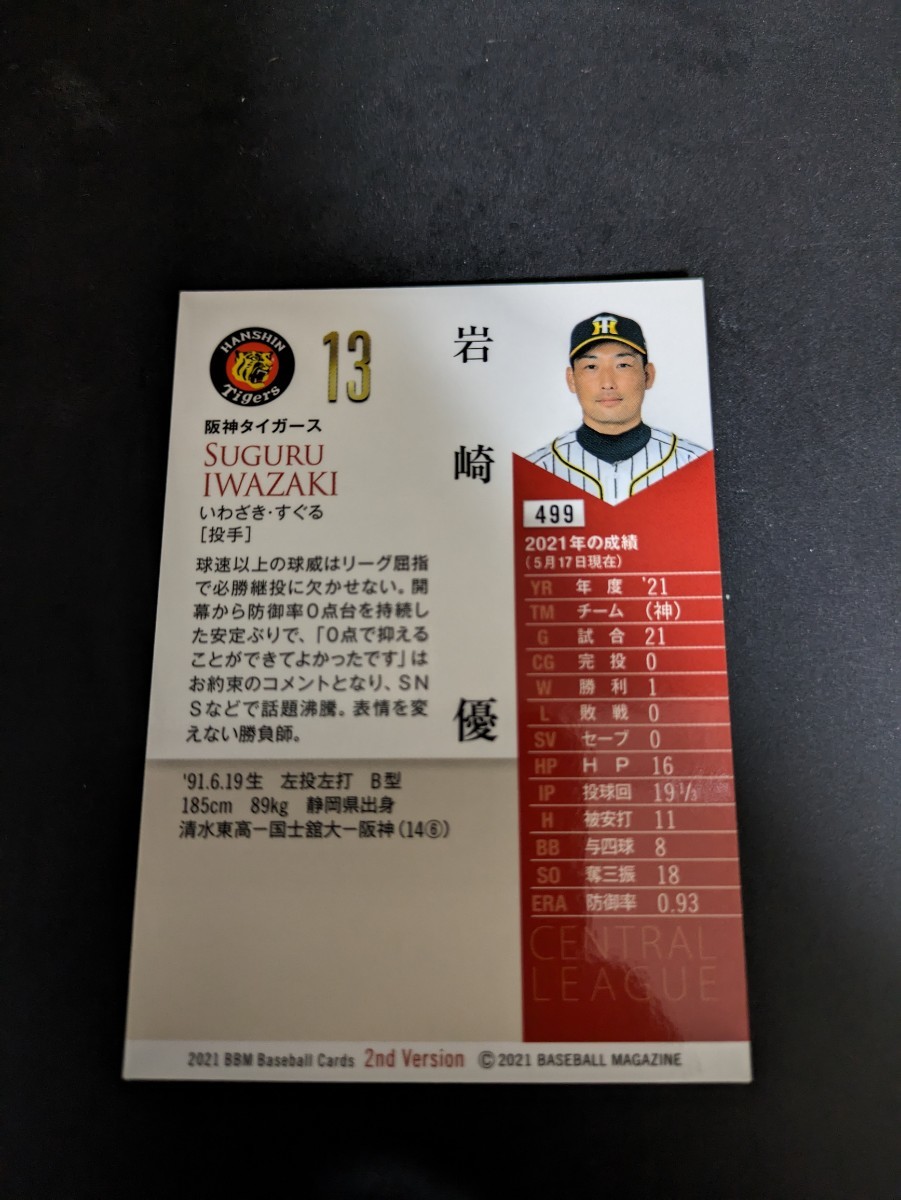 HANSHIN
Tigers
13
阪神タイガース
SUGURU
IWAZAKI
いわざき・すぐる
[投手]
岩崎優
球速以上の球威はリーグ屈指
で必勝継投に欠かせない。開
幕から防御率0点台を持続し
た安定ぶりで、「0点で抑える
ことができてよかったです」は
お約束のコメントとなり、SN
Sなどで話題沸騰。表情を変
えない勝負師。
'91.6.19生 左投左打 B型
185cm 89kg 静岡県出身
清水東高ー国士舘大ー阪神(14⑥)
499
2021年の成績
(5月17日現在)
YR 年度 '21
TM チーム (神)
G 試合 21
CG 完投 0
W 勝利 1
L 敗戦 0
SV セーブ 0
HP HP 16
IP 投球回 19 1/3
H 被安打 11
BB 与四球 8
SO 奪三振 18
ERA 防御率 0.93
CENTRAL
LEAGUE
2021 BBM Baseball Cards 2nd Version ©2021 BASEBALL MAGAZINE